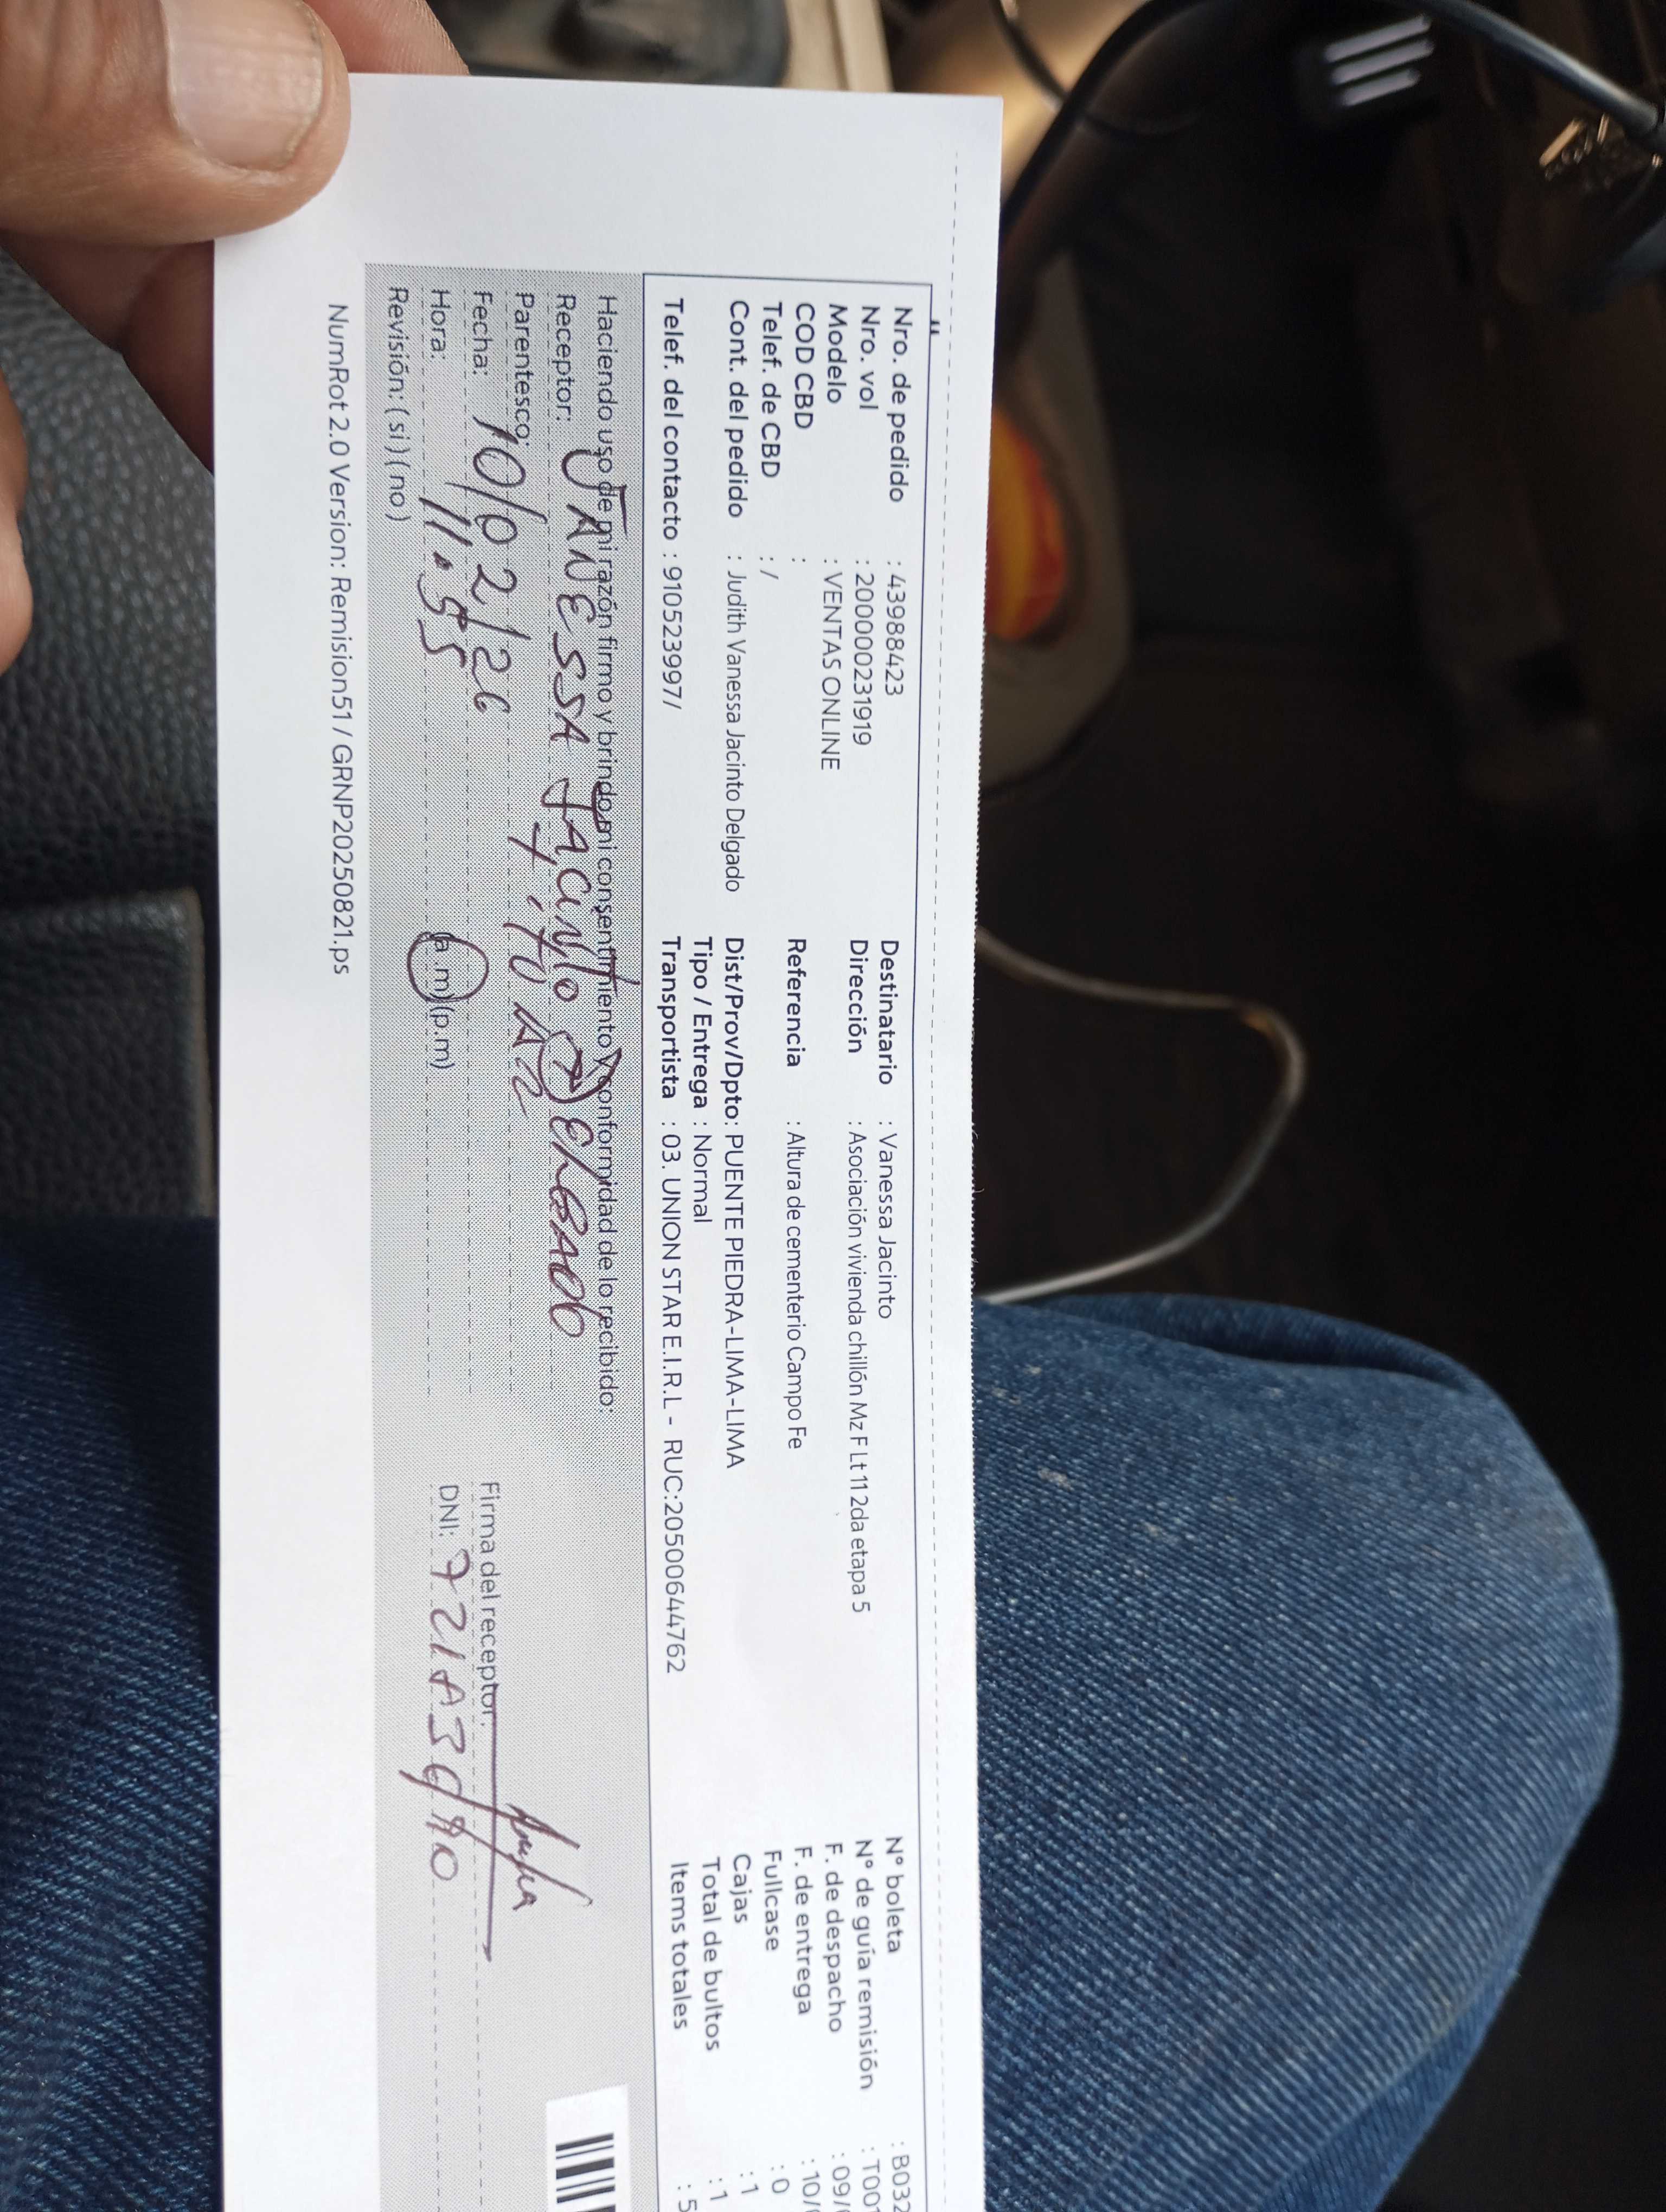 Nro. de pedido : 43988423
Nro. vol : 2000000231919
Modelo : VENTAS ONLINE
COD CBD :
Telef. de CBD : /
Cont. del pedido : Judith Vanessa Jacinto Delgado
Telef. del contacto : 910523997/
Destinatario : Vanessa Jacinto
Dirección : Asociación vivienda chillón Mz F Lt 11 2da etapa 5
Referencia : Altura de cementerio Campo Fe
Dist/Prov/Dpto: PUENTE PIEDRA-LIMA-LIMA
Tipo / Entrega : Normal
Transportista : 03. UNION STAR E.I.R.L - RUC:20500644762
N° boleta : B032
N° de guía remisión : T001
F. de despacho : 09/
F. de entrega : 10/
Fullcase : 0
Cajas : 1
Total de bultos : 1
Items totales : 5
Haciendo uso de mi razón firmo y brindo mi consentimiento y conformidad de lo recibido:
Receptor: VANESSA JACINTO DELGADO
Parentesco:
Fecha: 10/02/26
Hora: 11:55 (a.m)(p.m)
Revisión: (si) (no)
Firma del receptor:
DNI:
NumRot 2.0 Version: Remision51 / GRNP20250821.ps